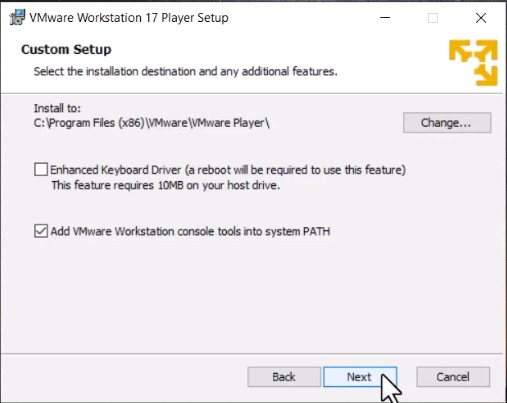 VMware Workstation 17 Player Setup
Custom Setup
Select the installation destination and any additional features.
Install to:
C:\Program Files (x86)\VMware\VMware Player\
Change...
Enhanced Keyboard Driver (a reboot will be required to use this feature)
This feature requires 10MB on your host drive.
Add VMware Workstation console tools into system PATH
Back
Next
Cancel